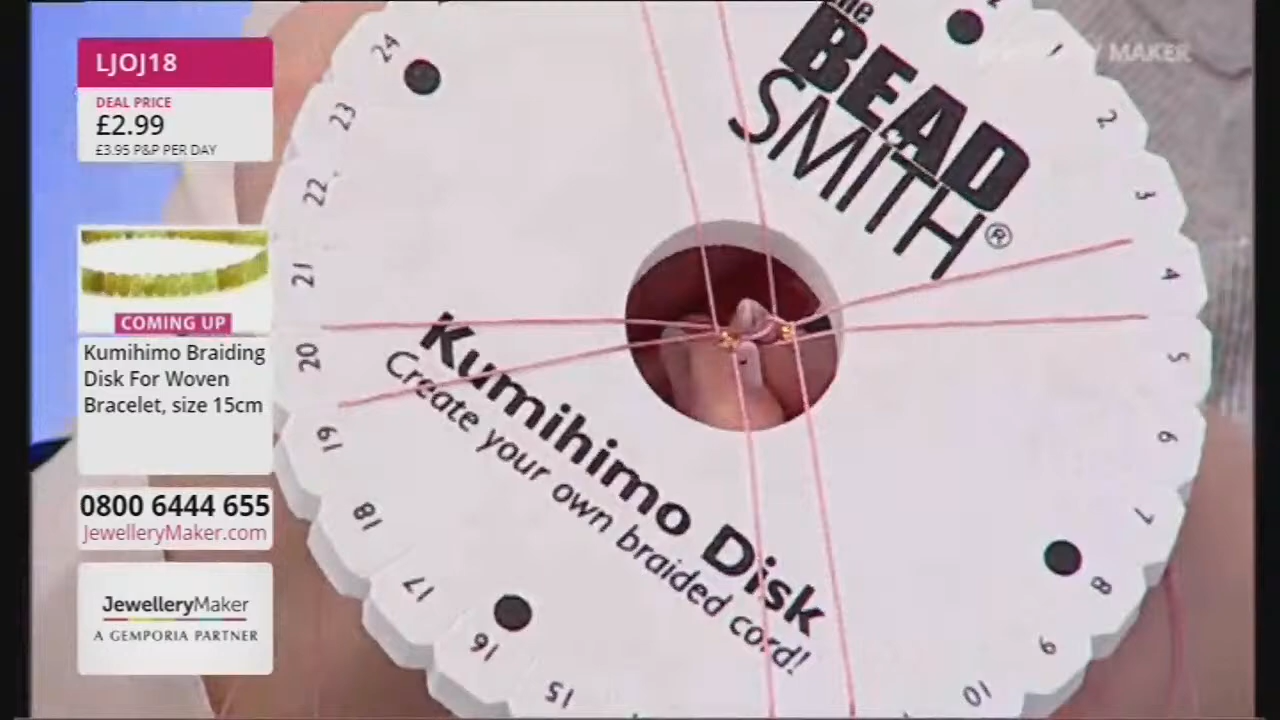 LJOJ18
DEAL PRICE
£2.99
£3.95 P&P PER DAY
COMING UP
Kumihimo Braiding
Disk For Woven
Bracelet, size 15cm
0800 6444 655
JewelleryMaker.com
JewelleryMaker
A GEMPORIA PARTNER
MAKER
The
BEAD
SMITH®
Kumihimo Disk
Create your own braided cord!
24
23
22
21
20
19
18
17
16
15
1
2
3
4
5
6
7
8
9
10